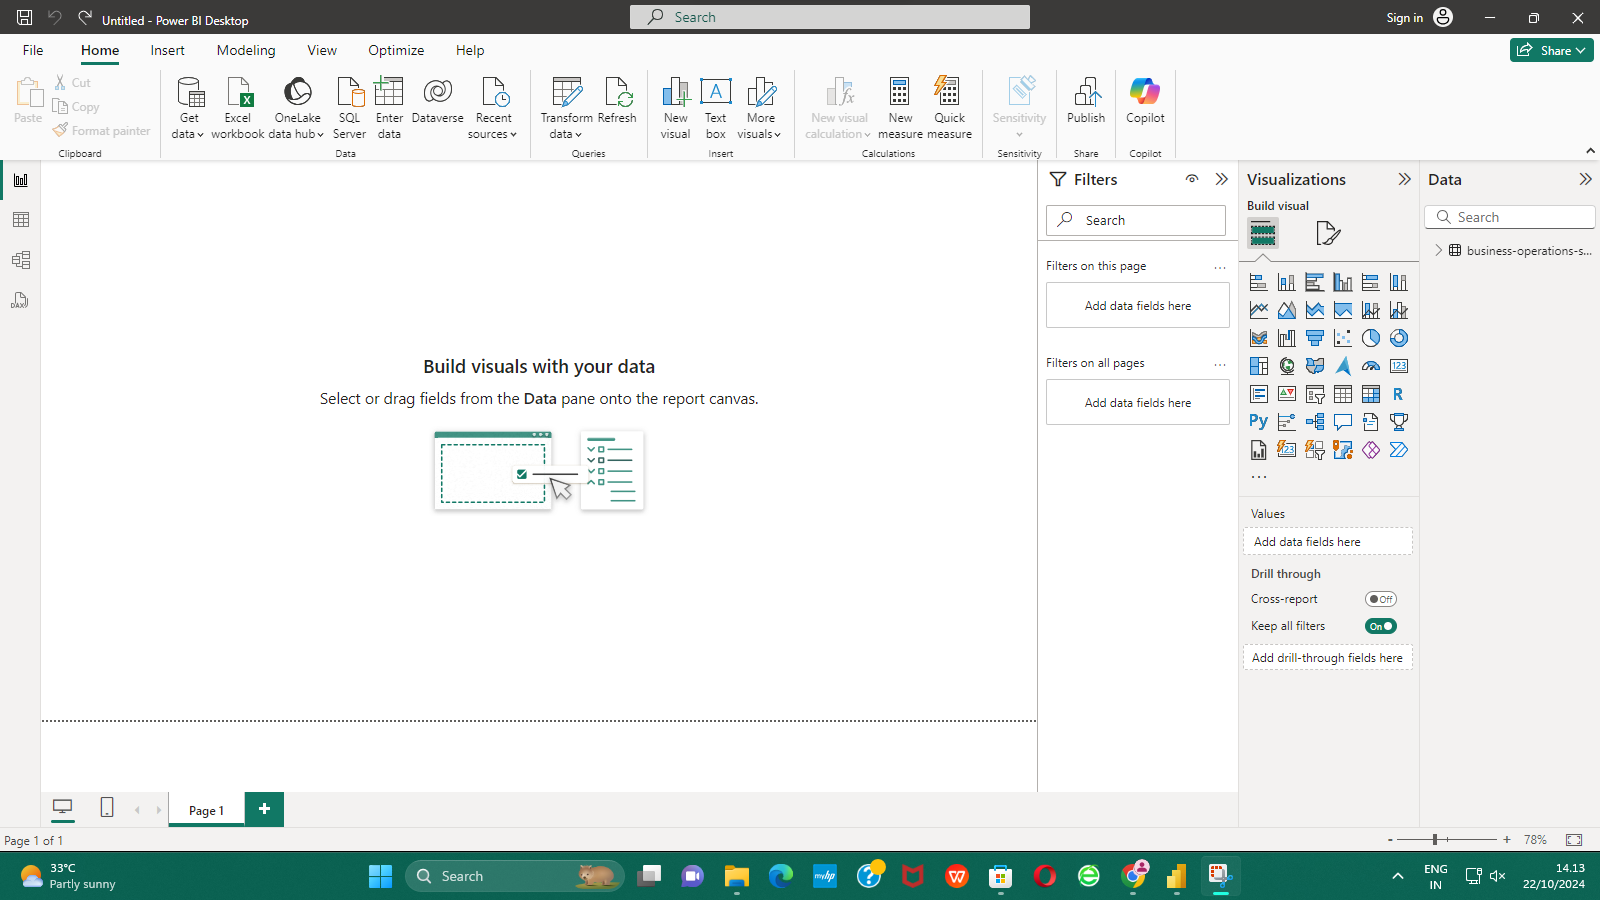 Untitled - Power BI Desktop
Search
Sign in
File
Home
Insert
Modeling
View
Optimize
Help
Share
Paste
Cut
Copy
Format painter
Clipboard
Get data
Excel workbook
OneLake data hub
SQL Server
Enter data
Dataverse
Recent sources
Data
Transform data
Refresh
Queries
New visual
Text box
More visuals
Insert
New visual calculation
New measure
Quick measure
Calculations
Sensitivity
Sensitivity
Publish
Share
Copilot
Copilot
DAX
Build visuals with your data
Select or drag fields from the Data pane onto the report canvas.
Filters
Search
Filters on this page
...
Add data fields here
Filters on all pages
...
Add data fields here
Visualizations
Build visual
123
R
Py
123
...
Values
Add data fields here
Drill through
Cross-report
Off
Keep all filters
On
Add drill-through fields here
Data
Search
business-operations-s...
Page 1
+
Page 1 of 1
-
+
78%
33°C
Partly sunny
Search
myhp
W
ENG
IN
14.13
22/10/2024